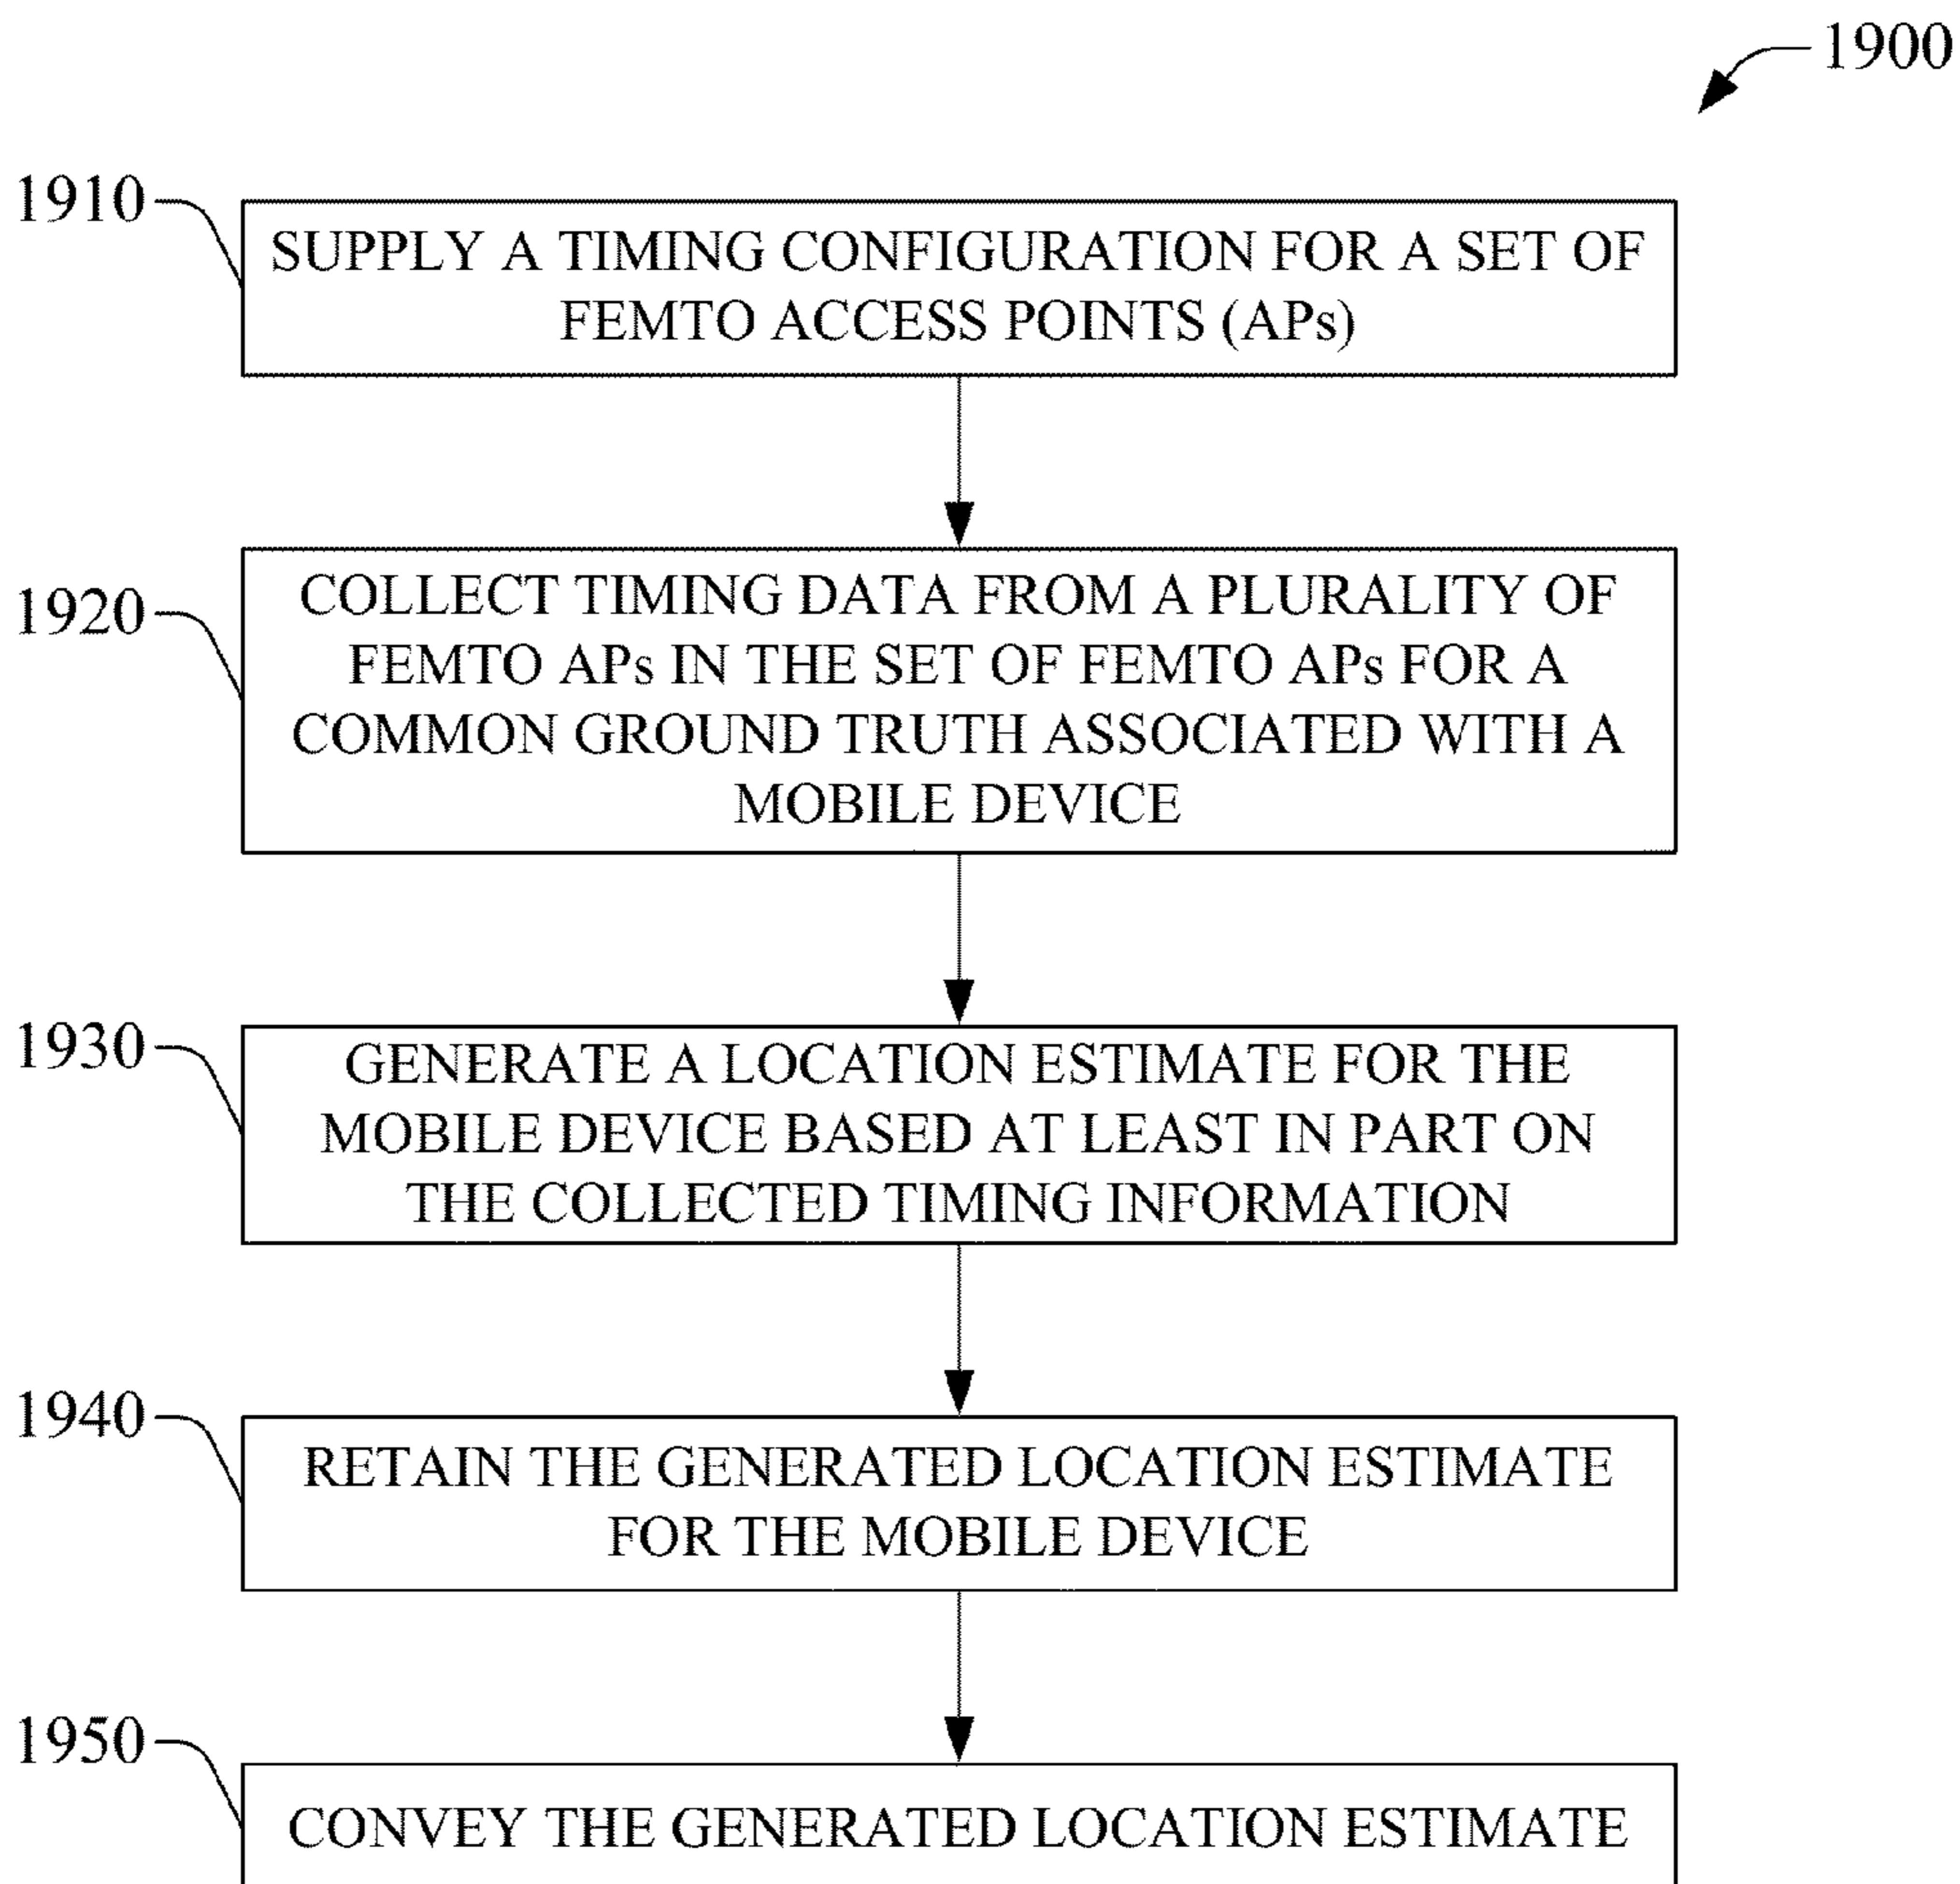 1900
1910
SUPPLY A TIMING CONFIGURATION FOR A SET OF
FEMTO ACCESS POINTS (APs)
1920
COLLECT TIMING DATA FROM A PLURALITY OF
FEMTO APs IN THE SET OF FEMTO APs FOR A
COMMON GROUND TRUTH ASSOCIATED WITH A
MOBILE DEVICE
1930
GENERATE A LOCATION ESTIMATE FOR THE
MOBILE DEVICE BASED AT LEAST IN PART ON
THE COLLECTED TIMING INFORMATION
1940
RETAIN THE GENERATED LOCATION ESTIMATE
FOR THE MOBILE DEVICE
1950
CONVEY THE GENERATED LOCATION ESTIMATE